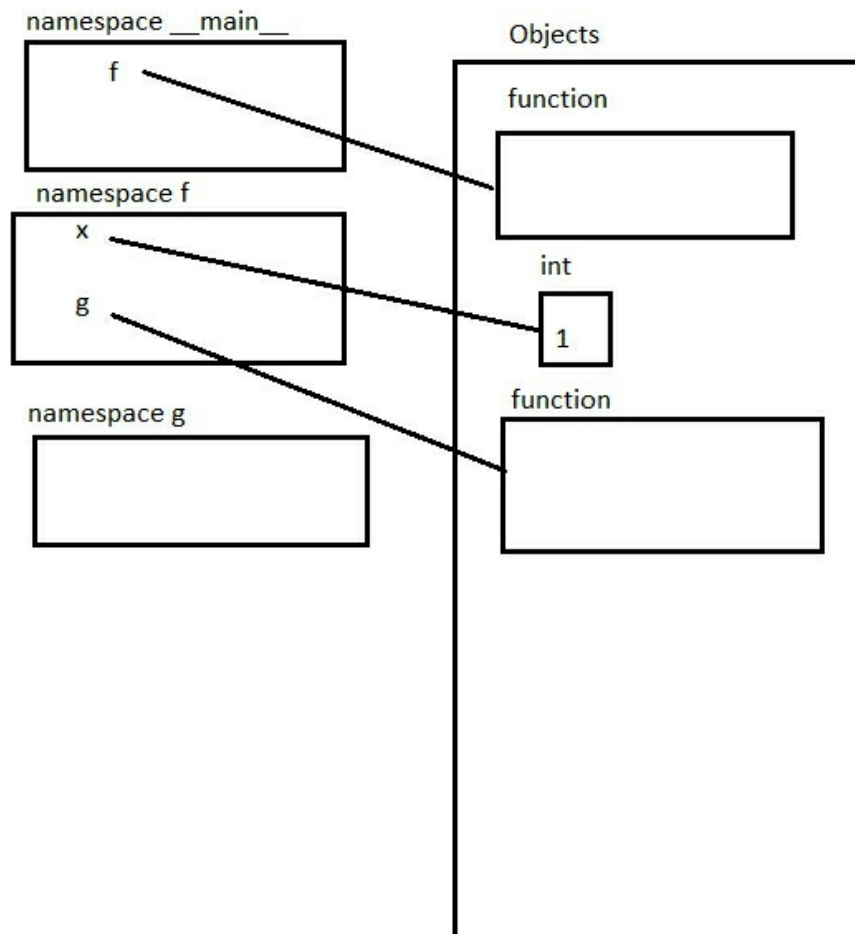 namespace __main__
f
namespace f
x
g
namespace g
Objects
function
int
1
function